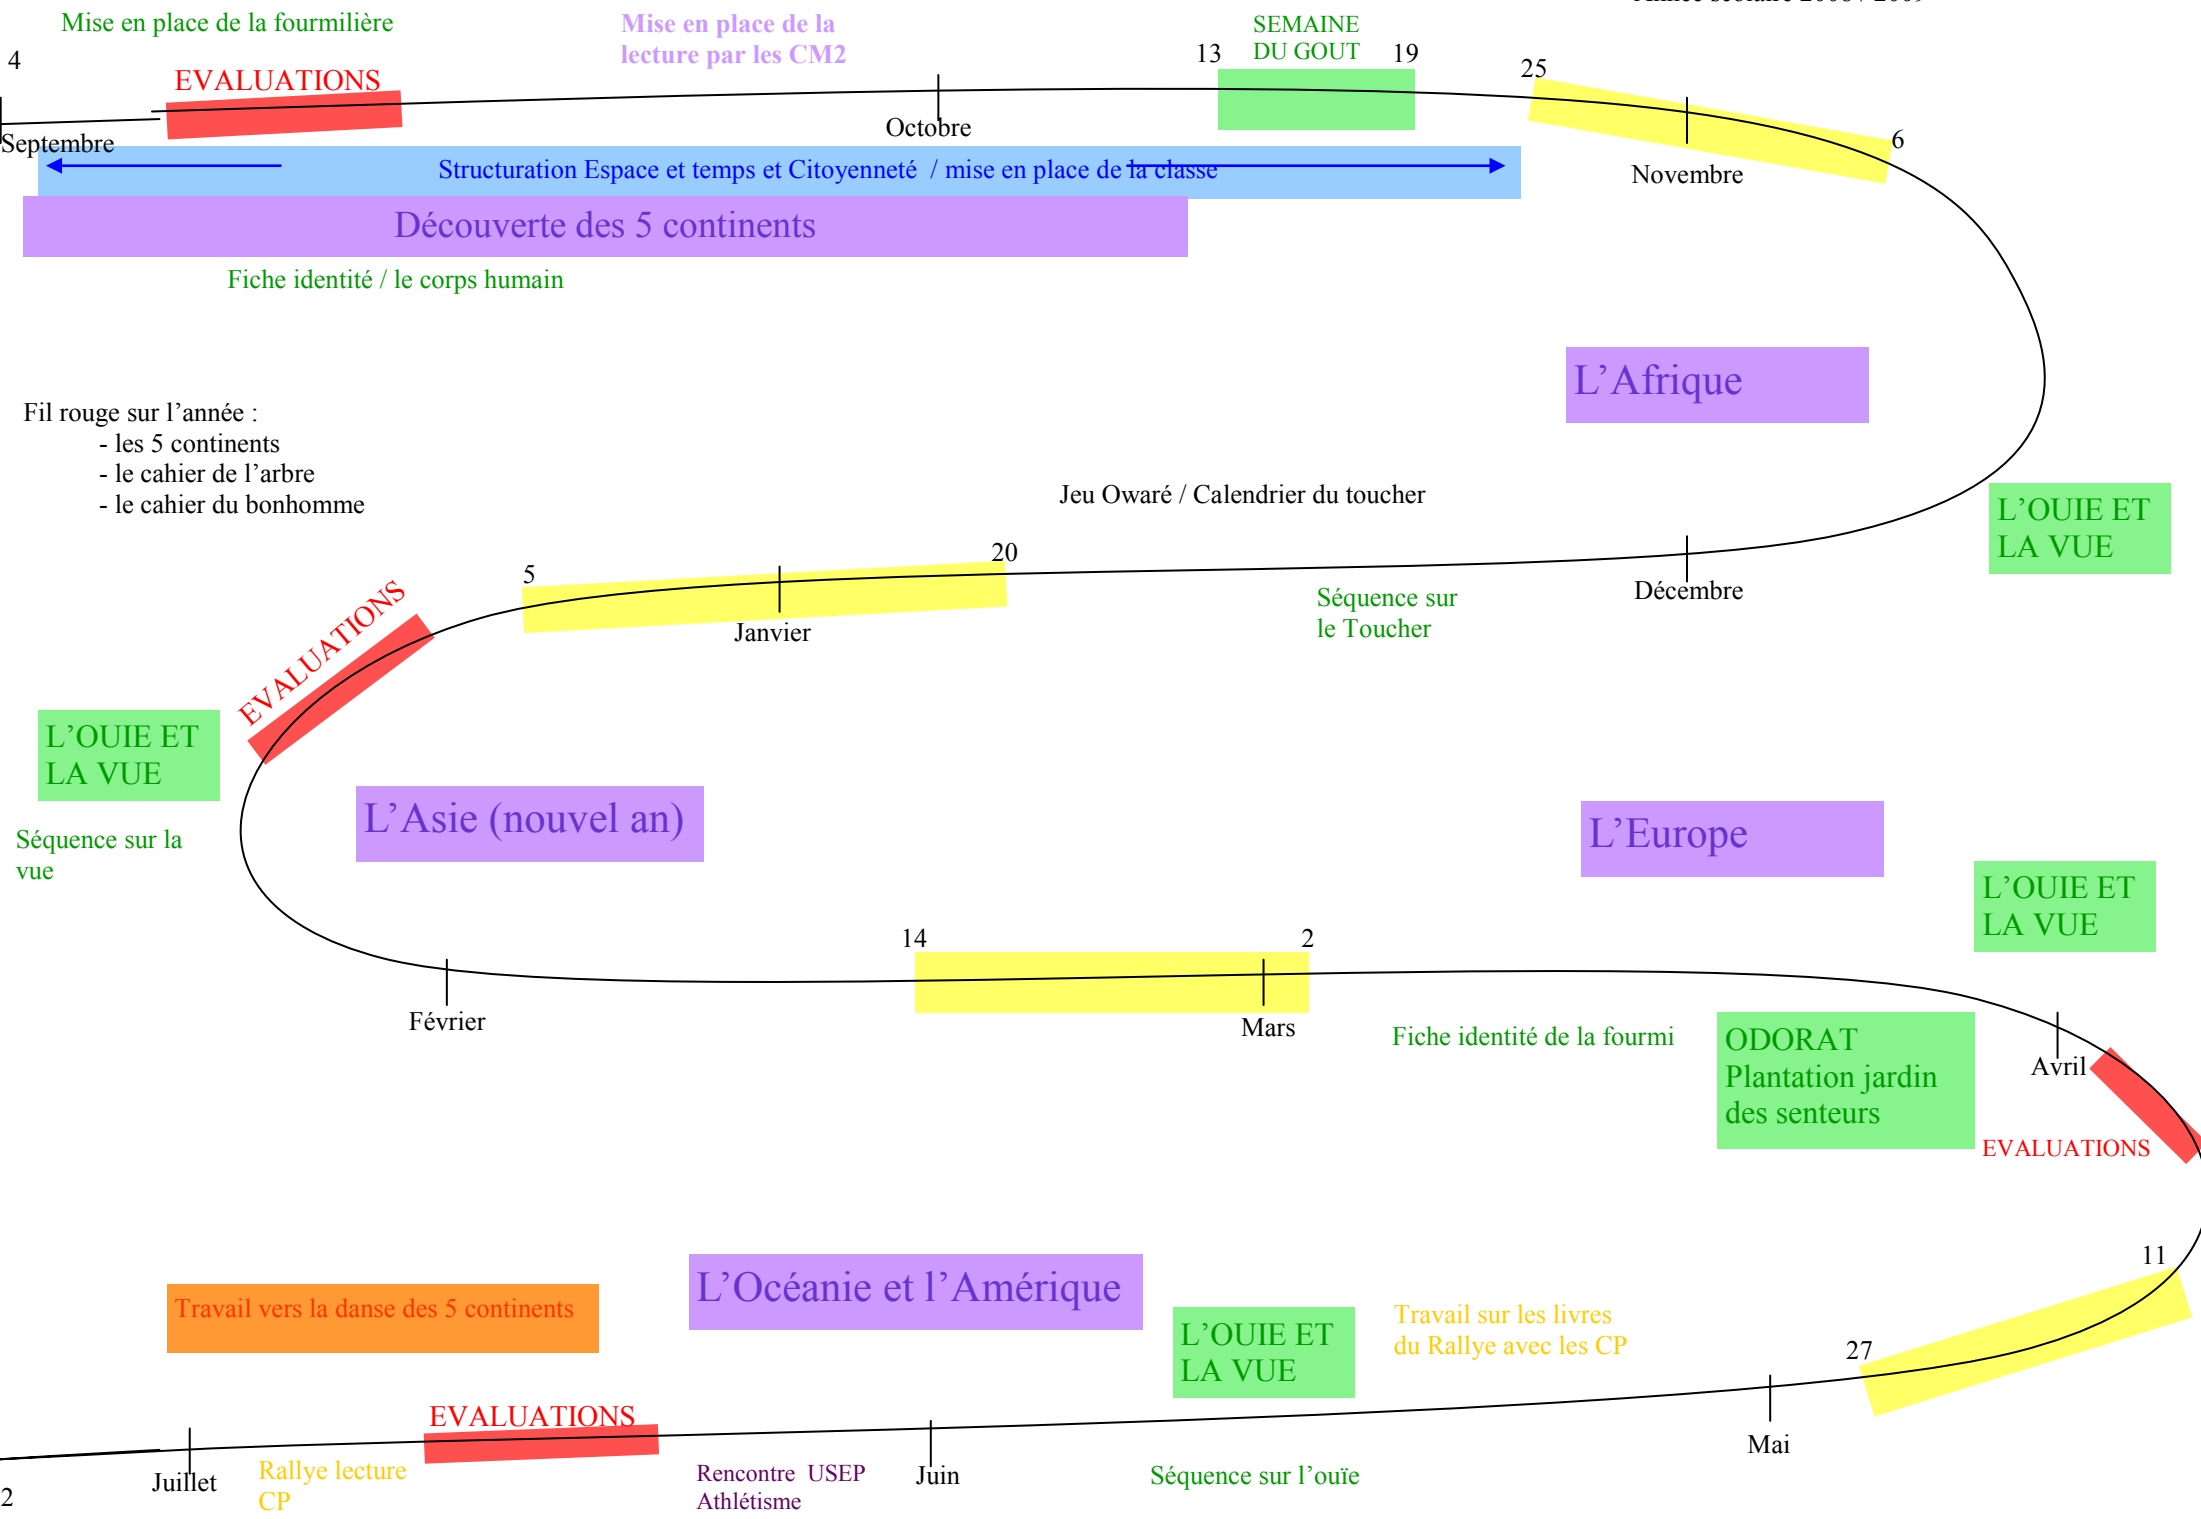 Année scolaire 2008 / 2009
Mise en place de la fourmilière
Mise en place de la
lecture par les CM2
SEMAINE
DU GOUT
4
13
19
25
EVALUATIONS
Septembre
Octobre
Novembre
6
Structuration Espace et temps et Citoyenneté / mise en place de la classe
Découverte des 5 continents
Fiche identité / le corps humain
L’Afrique
Fil rouge sur l’année :
- les 5 continents
- le cahier de l’arbre
- le cahier du bonhomme
Jeu Owaré / Calendrier du toucher
L’OUIE ET
LA VUE
5
20
Janvier
Décembre
Séquence sur
le Toucher
EVALUATIONS
L’OUIE ET
LA VUE
Séquence sur la
vue
L’Asie (nouvel an)
L’Europe
L’OUIE ET
LA VUE
14
2
Février
Mars
Fiche identité de la fourmi
ODORAT
Plantation jardin
des senteurs
Avril
EVALUATIONS
11
27
Travail vers la danse des 5 continents
L’Océanie et l’Amérique
L’OUIE ET
LA VUE
Travail sur les livres
du Rallye avec les CP
EVALUATIONS
Mai
Juin
Juillet
2
Rallye lecture
CP
Rencontre USEP
Athlétisme
Séquence sur l’ouïe